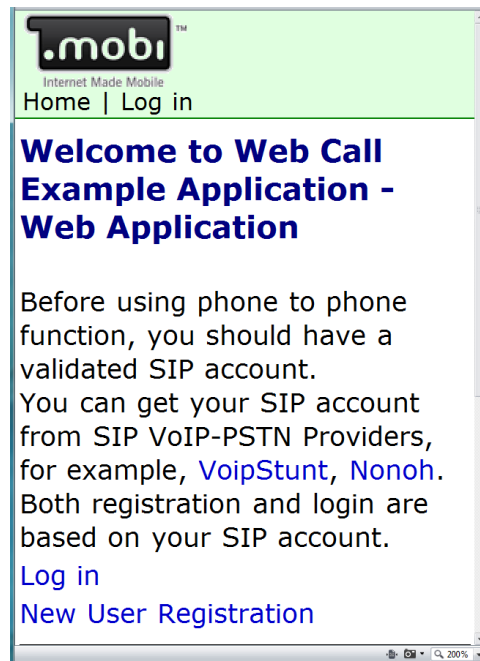 .mobi™
Internet Made Mobile
Home | Log in
Welcome to Web Call
Example Application -
Web Application
Before using phone to phone
function, you should have a
validated SIP account.
You can get your SIP account
from SIP VoIP-PSTN Providers,
for example, VoipStunt, Nonoh.
Both registration and login are
based on your SIP account.
Log in
New User Registration
200%